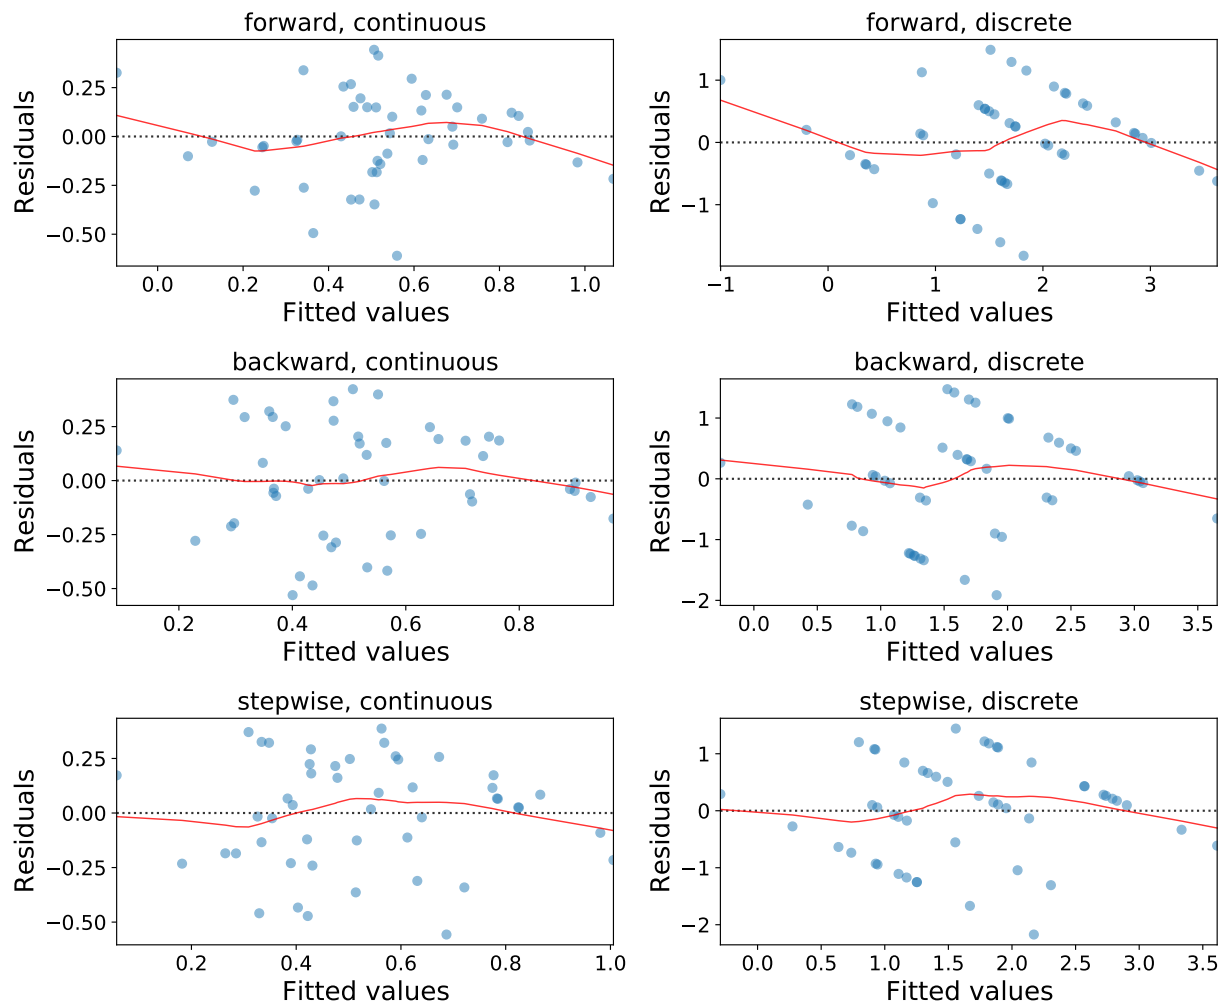 forward, continuous
Residuals
0.25
0.00
−0.25
−0.50
0.0 0.2 0.4 0.6 0.8 1.0
Fitted values
forward, discrete
Residuals
1
0
−1
−1 0 1 2 3
Fitted values
backward, continuous
Residuals
0.25
0.00
−0.25
−0.50
0.2 0.4 0.6 0.8
Fitted values
backward, discrete
Residuals
1
0
−1
−2
0.0 0.5 1.0 1.5 2.0 2.5 3.0 3.5
Fitted values
stepwise, continuous
Residuals
0.25
0.00
−0.25
−0.50
0.2 0.4 0.6 0.8 1.0
Fitted values
stepwise, discrete
Residuals
1
0
−1
−2
0.0 0.5 1.0 1.5 2.0 2.5 3.0 3.5
Fitted values